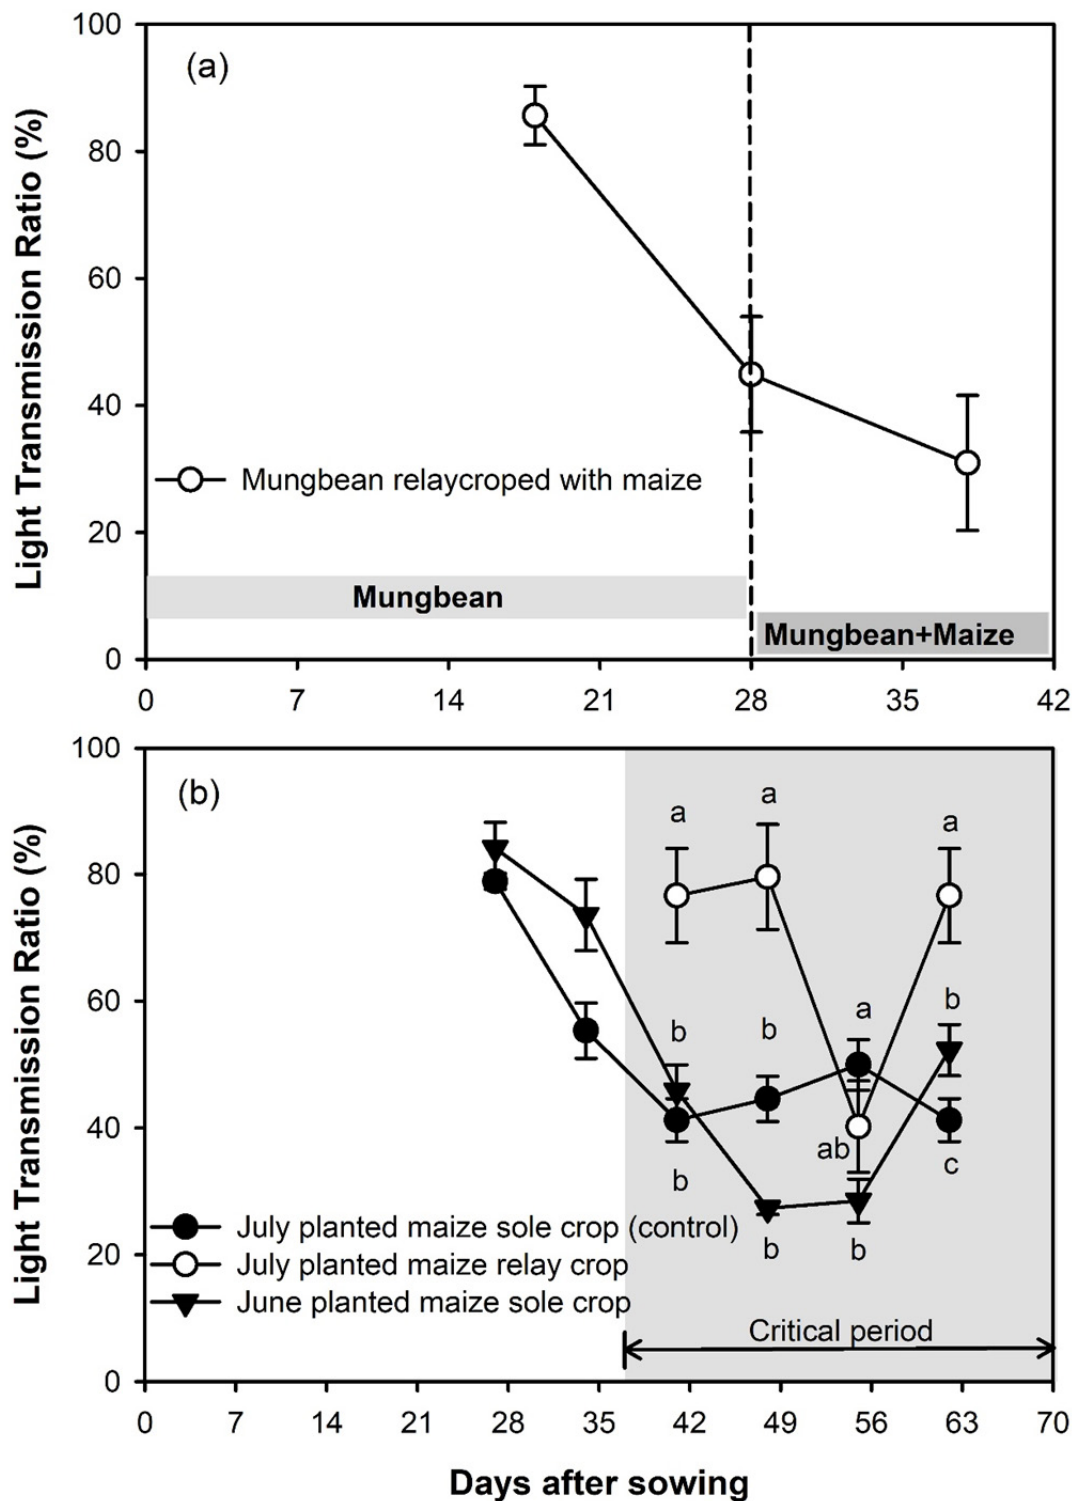 100
(a)
80
60
40
Mungbean relaycroped with maize
20
Mungbean
Mungbean+Maize
0
0 7 14 21 28 35 42
Light Transmission Ratio (%)
100
(b)
a a a
80
60
a b
b b
40
ab
c
b
July planted maize sole crop (control)
b b
20
July planted maize relay crop
June planted maize sole crop
Critical period
0
0 7 14 21 28 35 42 49 56 63 70
Light Transmission Ratio (%)
Days after sowing